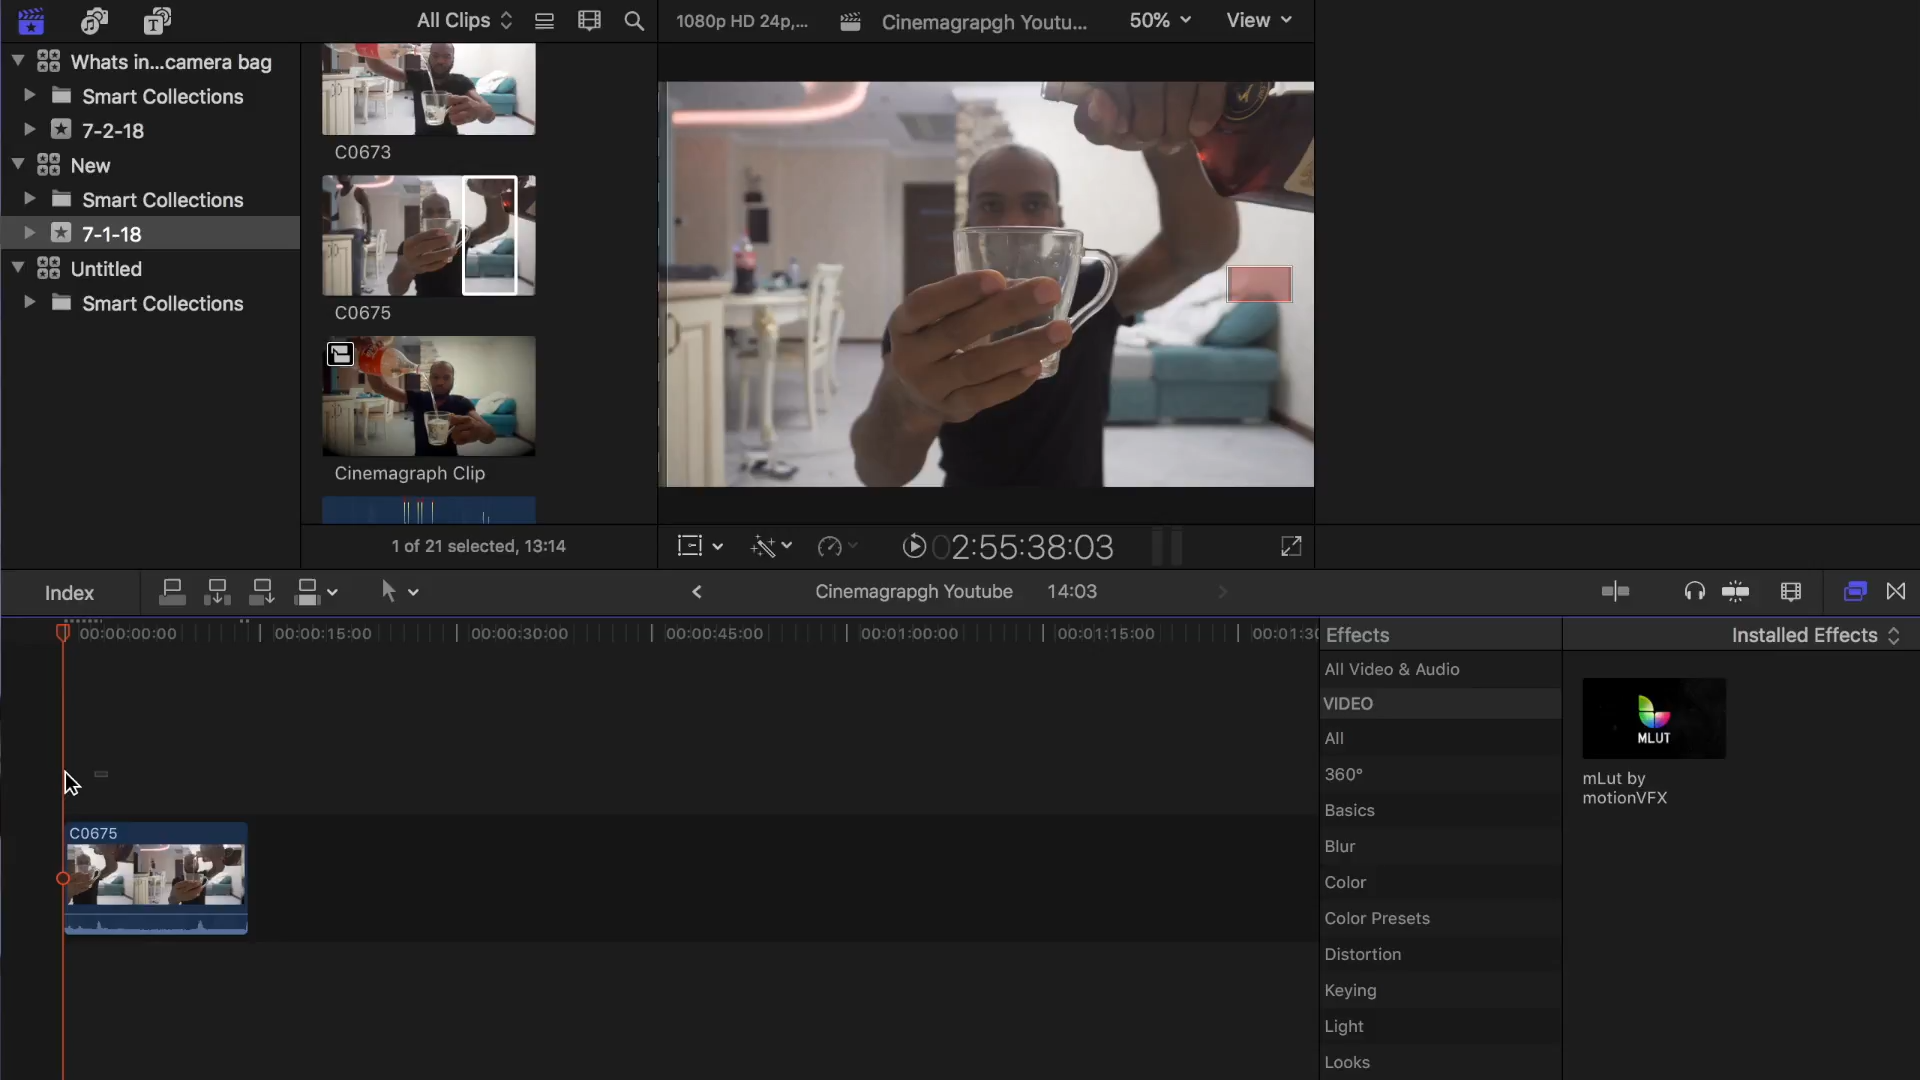 All Clips
1080p HD 24p,...
Cinemagrapgh Youtu...
50%
View
Whats in...camera bag
Smart Collections
7-2-18
New
Smart Collections
7-1-18
Untitled
Smart Collections
C0673
C0675
Cinemagraph Clip
1 of 21 selected, 13:14
02:55:38:03
Index
Cinemagrapgh Youtube
14:03
00:00:00:00
00:00:15:00
00:00:30:00
00:00:45:00
00:01:00:00
00:01:15:00
00:01:30
Effects
Installed Effects
All Video & Audio
VIDEO
All
360°
Basics
Blur
Color
Color Presets
Distortion
Keying
Light
Looks
MLUT
mLut by
motionVFX
C0675